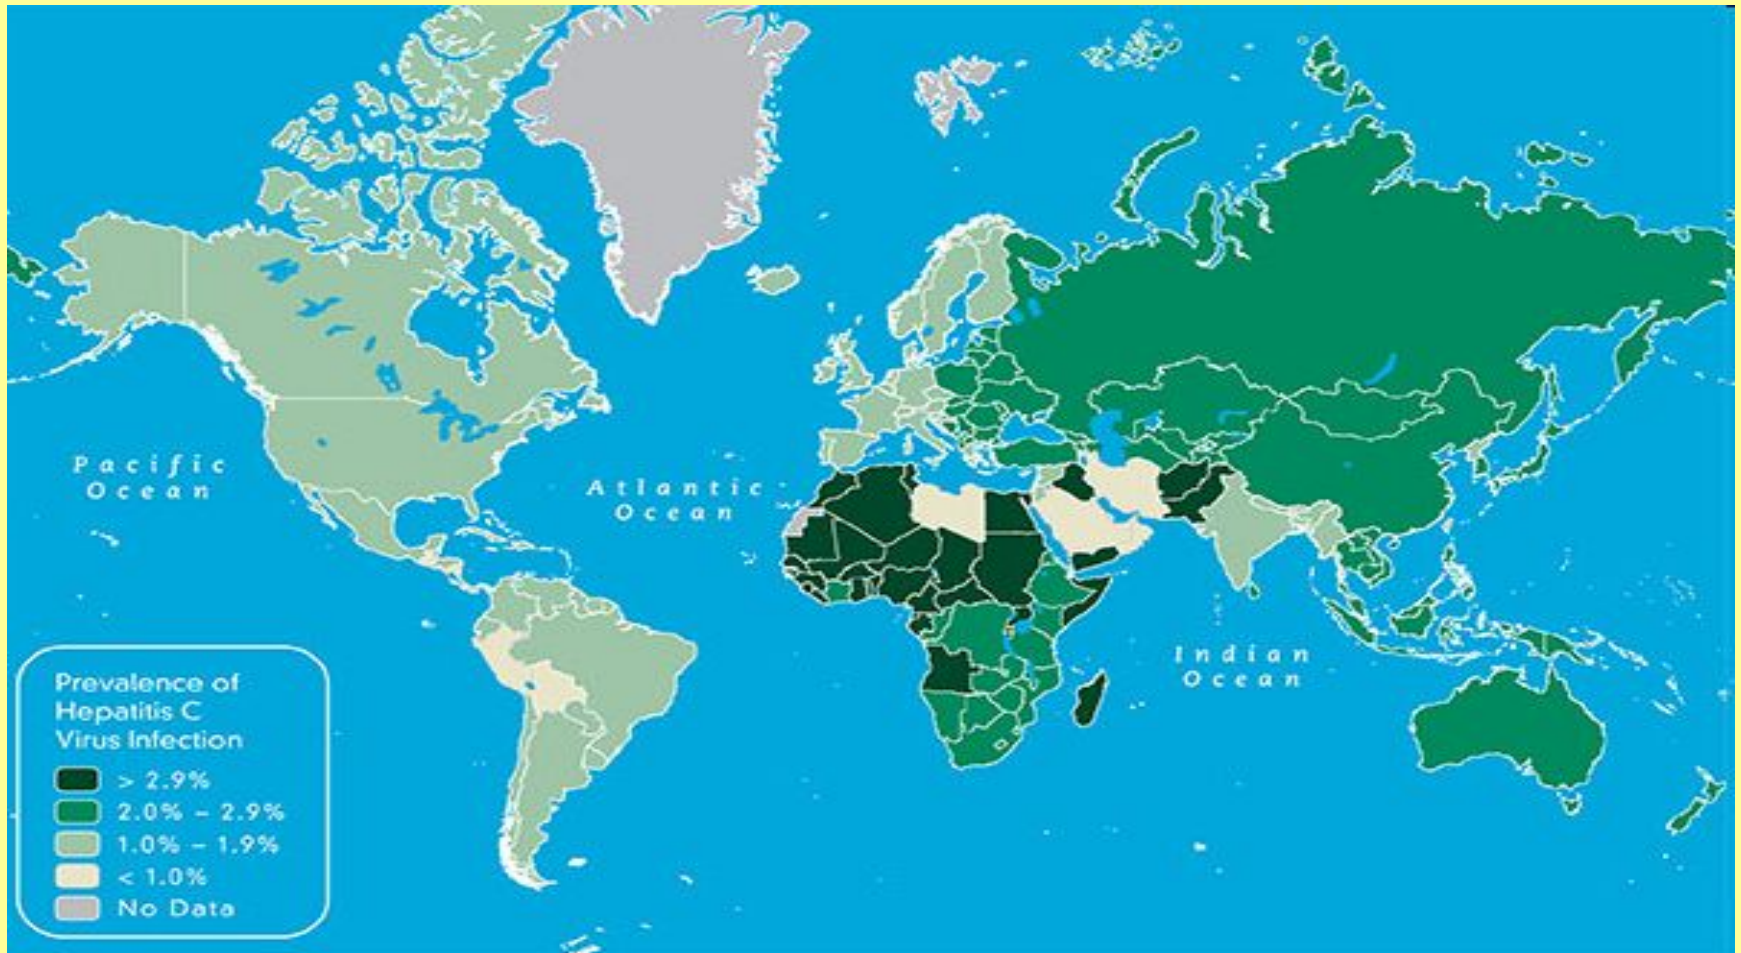 Pacific
Ocean
Atlantic
Ocean
Indian
Ocean
Prevalence of
Hepatitis C
Virus Infection
> 2.9%
2.0% – 2.9%
1.0% – 1.9%
< 1.0%
No Data